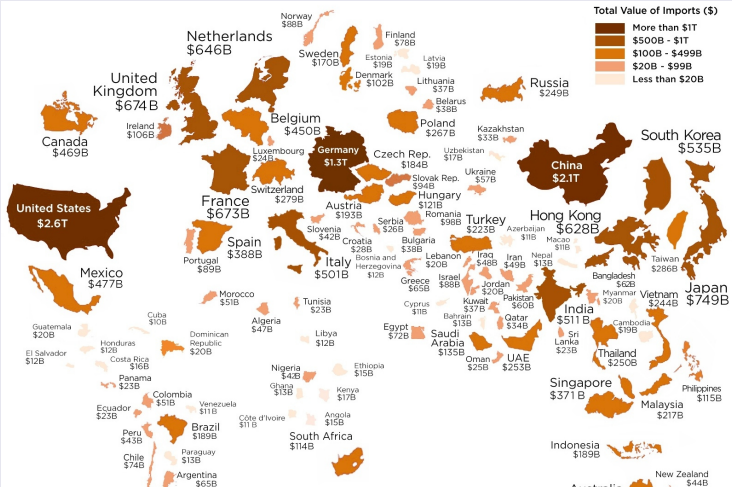 Total Value of Imports ($)
More than $1T
$500B - $1T
$100B - $499B
$20B - $99B
Less than $20B
Norway
$88B
Finland
$78B
Netherlands
$646B
Sweden
$170B
Estonia
$19B
Latvia
$19B
Denmark
$102B
Lithuania
$37B
Russia
$249B
United
Kingdom
$674B
Belarus
$38B
Belgium
$450B
Poland
$267B
Ireland
$106B
Canada
$469B
Kazakhstan
$33B
South Korea
$535B
Germany
$1.3T
Luxembourg
$24B
Czech Rep.
$184B
Uzbekistan
$17B
China
$2.1T
Switzerland
$279B
Slovak Rep.
$94B
Ukraine
$57B
France
$673B
Hungary
$121B
Austria
$193B
United States
$2.6T
Romania
$98B
Turkey
$223B
Hong Kong
$628B
Serbia
$26B
Slovenia
$42B
Azerbaijan
$11B
Spain
$388B
Croatia
$28B
Bulgaria
$38B
Macao
$11B
Portugal
$89B
Italy
$501B
Bosnia and
Herzegovina
$12B
Lebanon
$20B
Iraq
$48B
Iran
$49B
Nepal
$13B
Taiwan
$286B
Mexico
$477B
Greece
$65B
Israel
$88B
Jordan
$20B
Bangladesh
$62B
Japan
$749B
Morocco
$51B
Tunisia
$23B
Cyprus
$11B
Kuwait
$37B
Pakistan
$60B
Myanmar
$20B
Vietnam
$244B
Algeria
$47B
India
$511B
Cuba
$10B
Bahrain
$13B
Qatar
$34B
Cambodia
$19B
Guatemala
$20B
Egypt
$72B
Saudi
Arabia
$135B
Sri
Lanka
$23B
Honduras
$12B
Dominican
Republic
$20B
Libya
$12B
El Salvador
$12B
Costa Rica
$16B
Oman
$25B
UAE
$253B
Thailand
$250B
Nigeria
$42B
Ethiopia
$15B
Panama
$23B
Singapore
$371B
Philippines
$115B
Ghana
$13B
Kenya
$17B
Colombia
$51B
Venezuela
$11B
Malaysia
$217B
Ecuador
$23B
Côte d'Ivoire
$11 B
Angola
$15B
Brazil
$189B
Peru
$43B
South Africa
$114B
Indonesia
$189B
Paraguay
$13B
Chile
$74B
Argentina
$65B
New Zealand
$44B